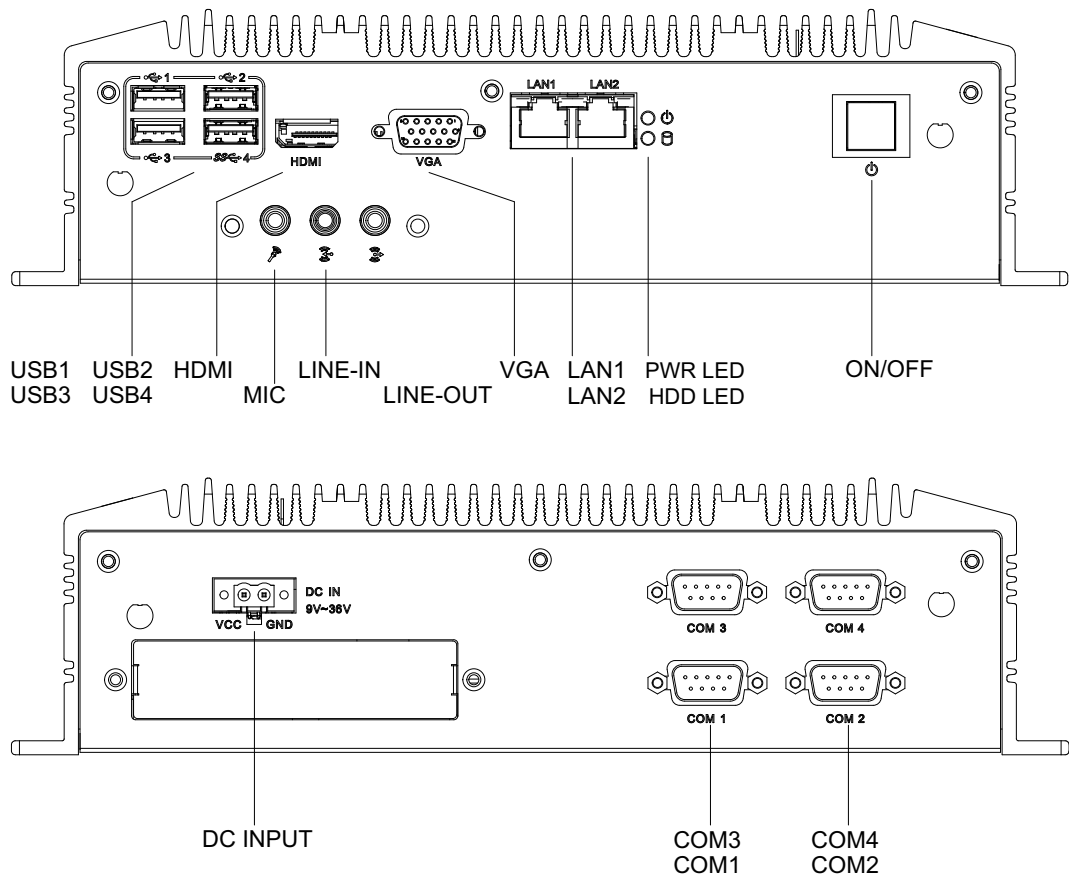 1 2
3 SS 4
HDMI
VGA
LAN1 LAN2
USB1 USB2 HDMI LINE-IN VGA LAN1 PWR LED ON/OFF
USB3 USB4 MIC LINE-OUT LAN2 HDD LED
DC IN
9V~36V
VCC GND
COM 3 COM 4
COM 1 COM 2
DC INPUT COM3 COM4
COM1 COM2